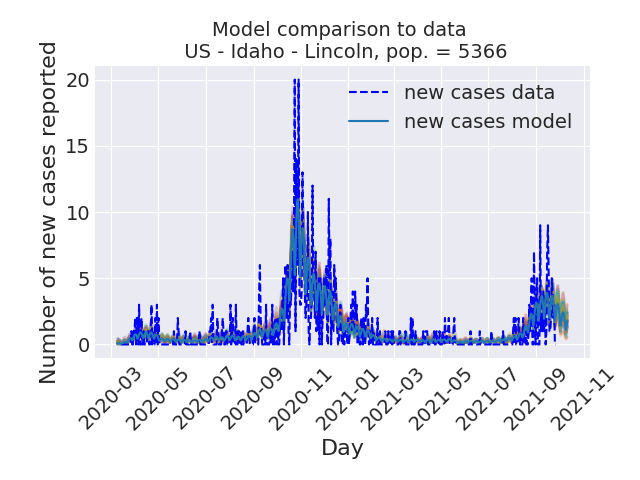 Model comparison to data
US - Idaho - Lincoln, pop. = 5366
Number of new cases reported
20
15
10
5
0
new cases data
new cases model
2020-03
2020-05
2020-07
2020-09
2020-11
2021-01
2021-03
2021-05
2021-07
2021-09
2021-11
Day